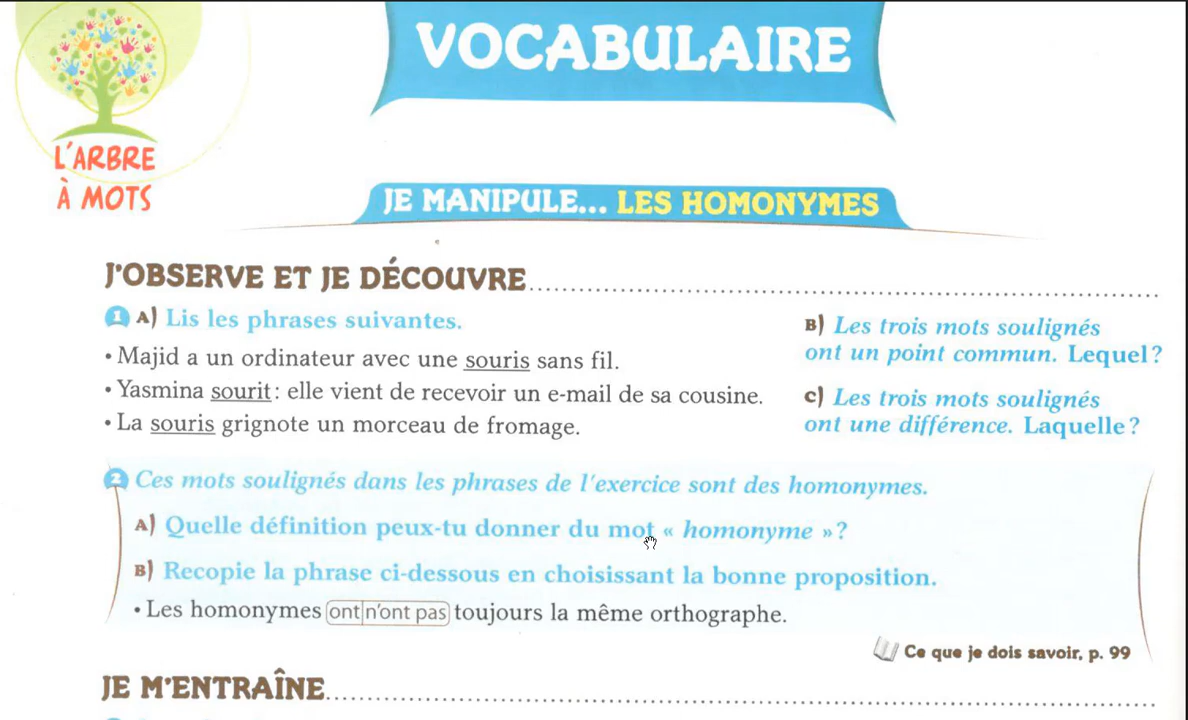 VOCABULAIRE
L'ARBRE
À MOTS
JE MANIPULE... LES HOMONYMES
J'OBSERVE ET JE DÉCOUVRE
1 A) Lis les phrases suivantes.
• Majid a un ordinateur avec une souris sans fil.
• Yasmina sourit : elle vient de recevoir un e-mail de sa cousine.
• La souris grignote un morceau de fromage.
B) Les trois mots soulignés
ont un point commun. Lequel ?
C) Les trois mots soulignés
ont une différence. Laquelle ?
2 Ces mots soulignés dans les phrases de l'exercice sont des homonymes.
A) Quelle définition peux-tu donner du mot « homonyme » ?
B) Recopie la phrase ci-dessous en choisissant la bonne proposition.
• Les homonymes ont|n'ont pas toujours la même orthographe.
Ce que je dois savoir, p. 99
JE M'ENTRAÎNE